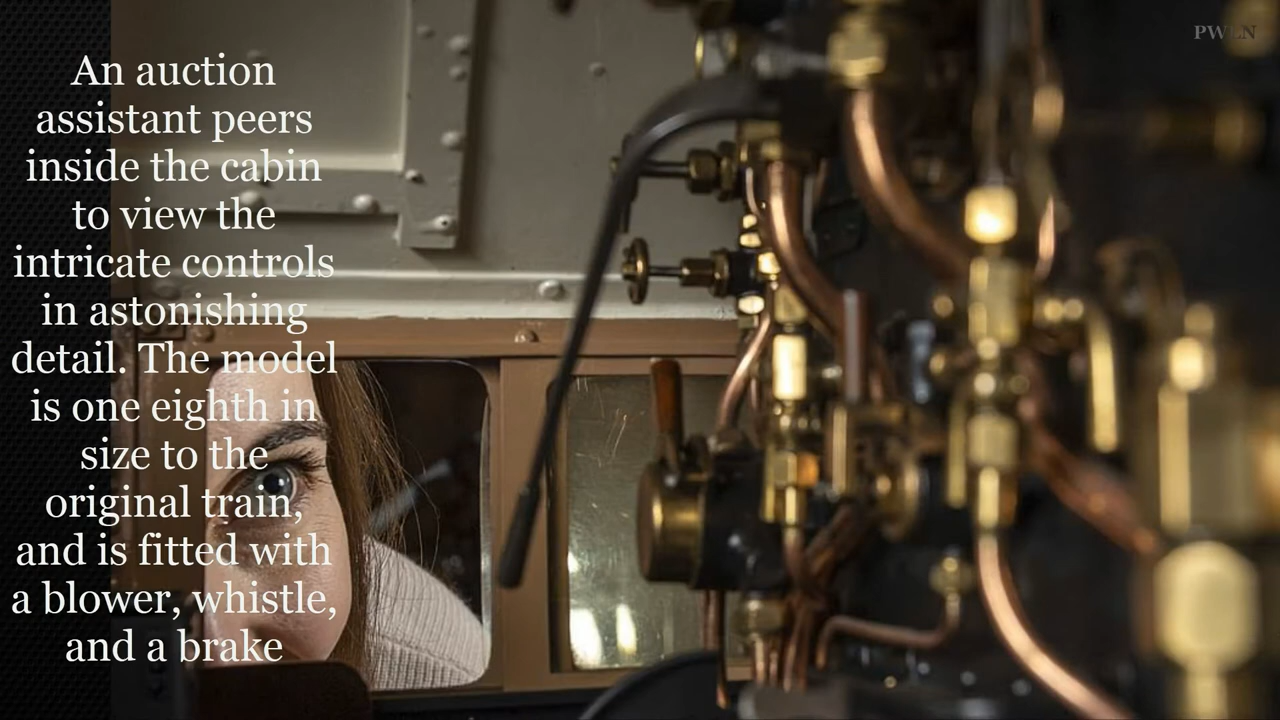 PWLN
An auction
assistant peers
inside the cabin
to view the
intricate controls
in astonishing
detail. The model
is one eighth in
size to the
original train,
and is fitted with
a blower, whistle,
and a brake